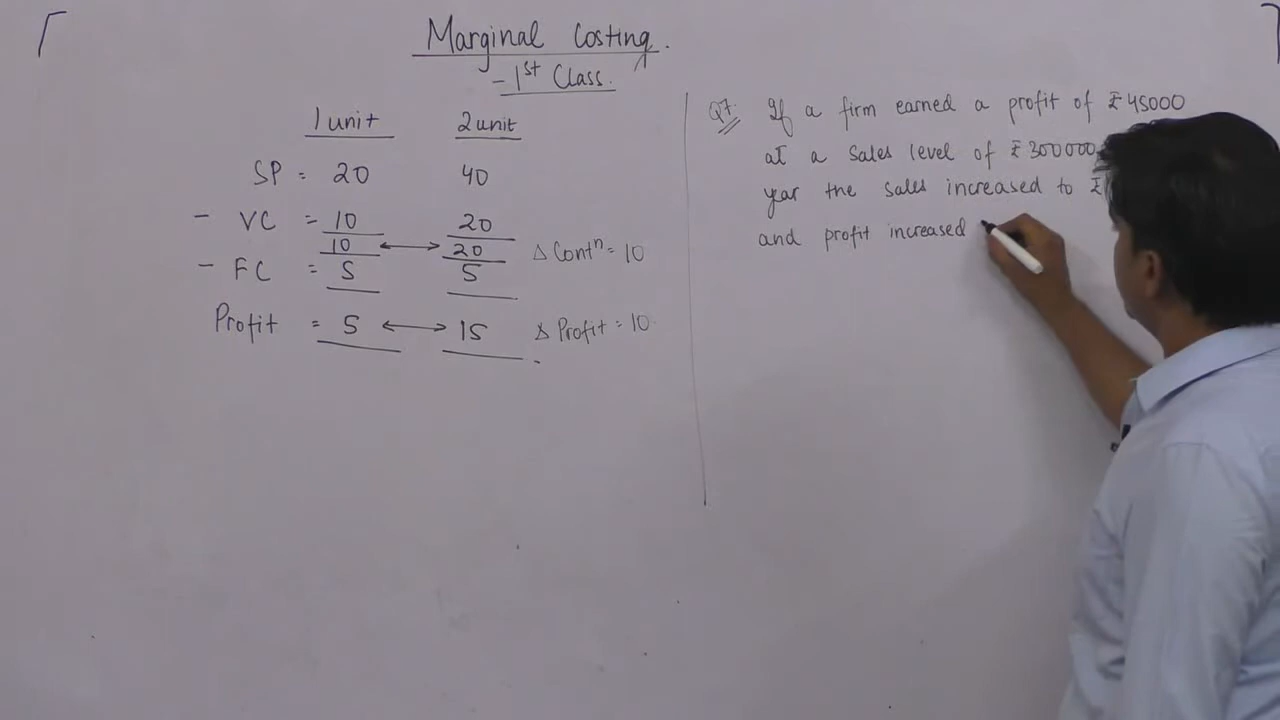 Marginal Costing.
- 1st Class.
1 unit 2 unit
SP = 20 40
- VC = 10 20
10 ↔ 20 Δ Contn = 10
- FC = 5 5
Profit = 5 ↔ 15 Δ Profit = 10.
Q7. If a firm earned a profit of ₹ 45000
at a sales level of ₹ 300000
year the sales increased to ₹
and profit increased